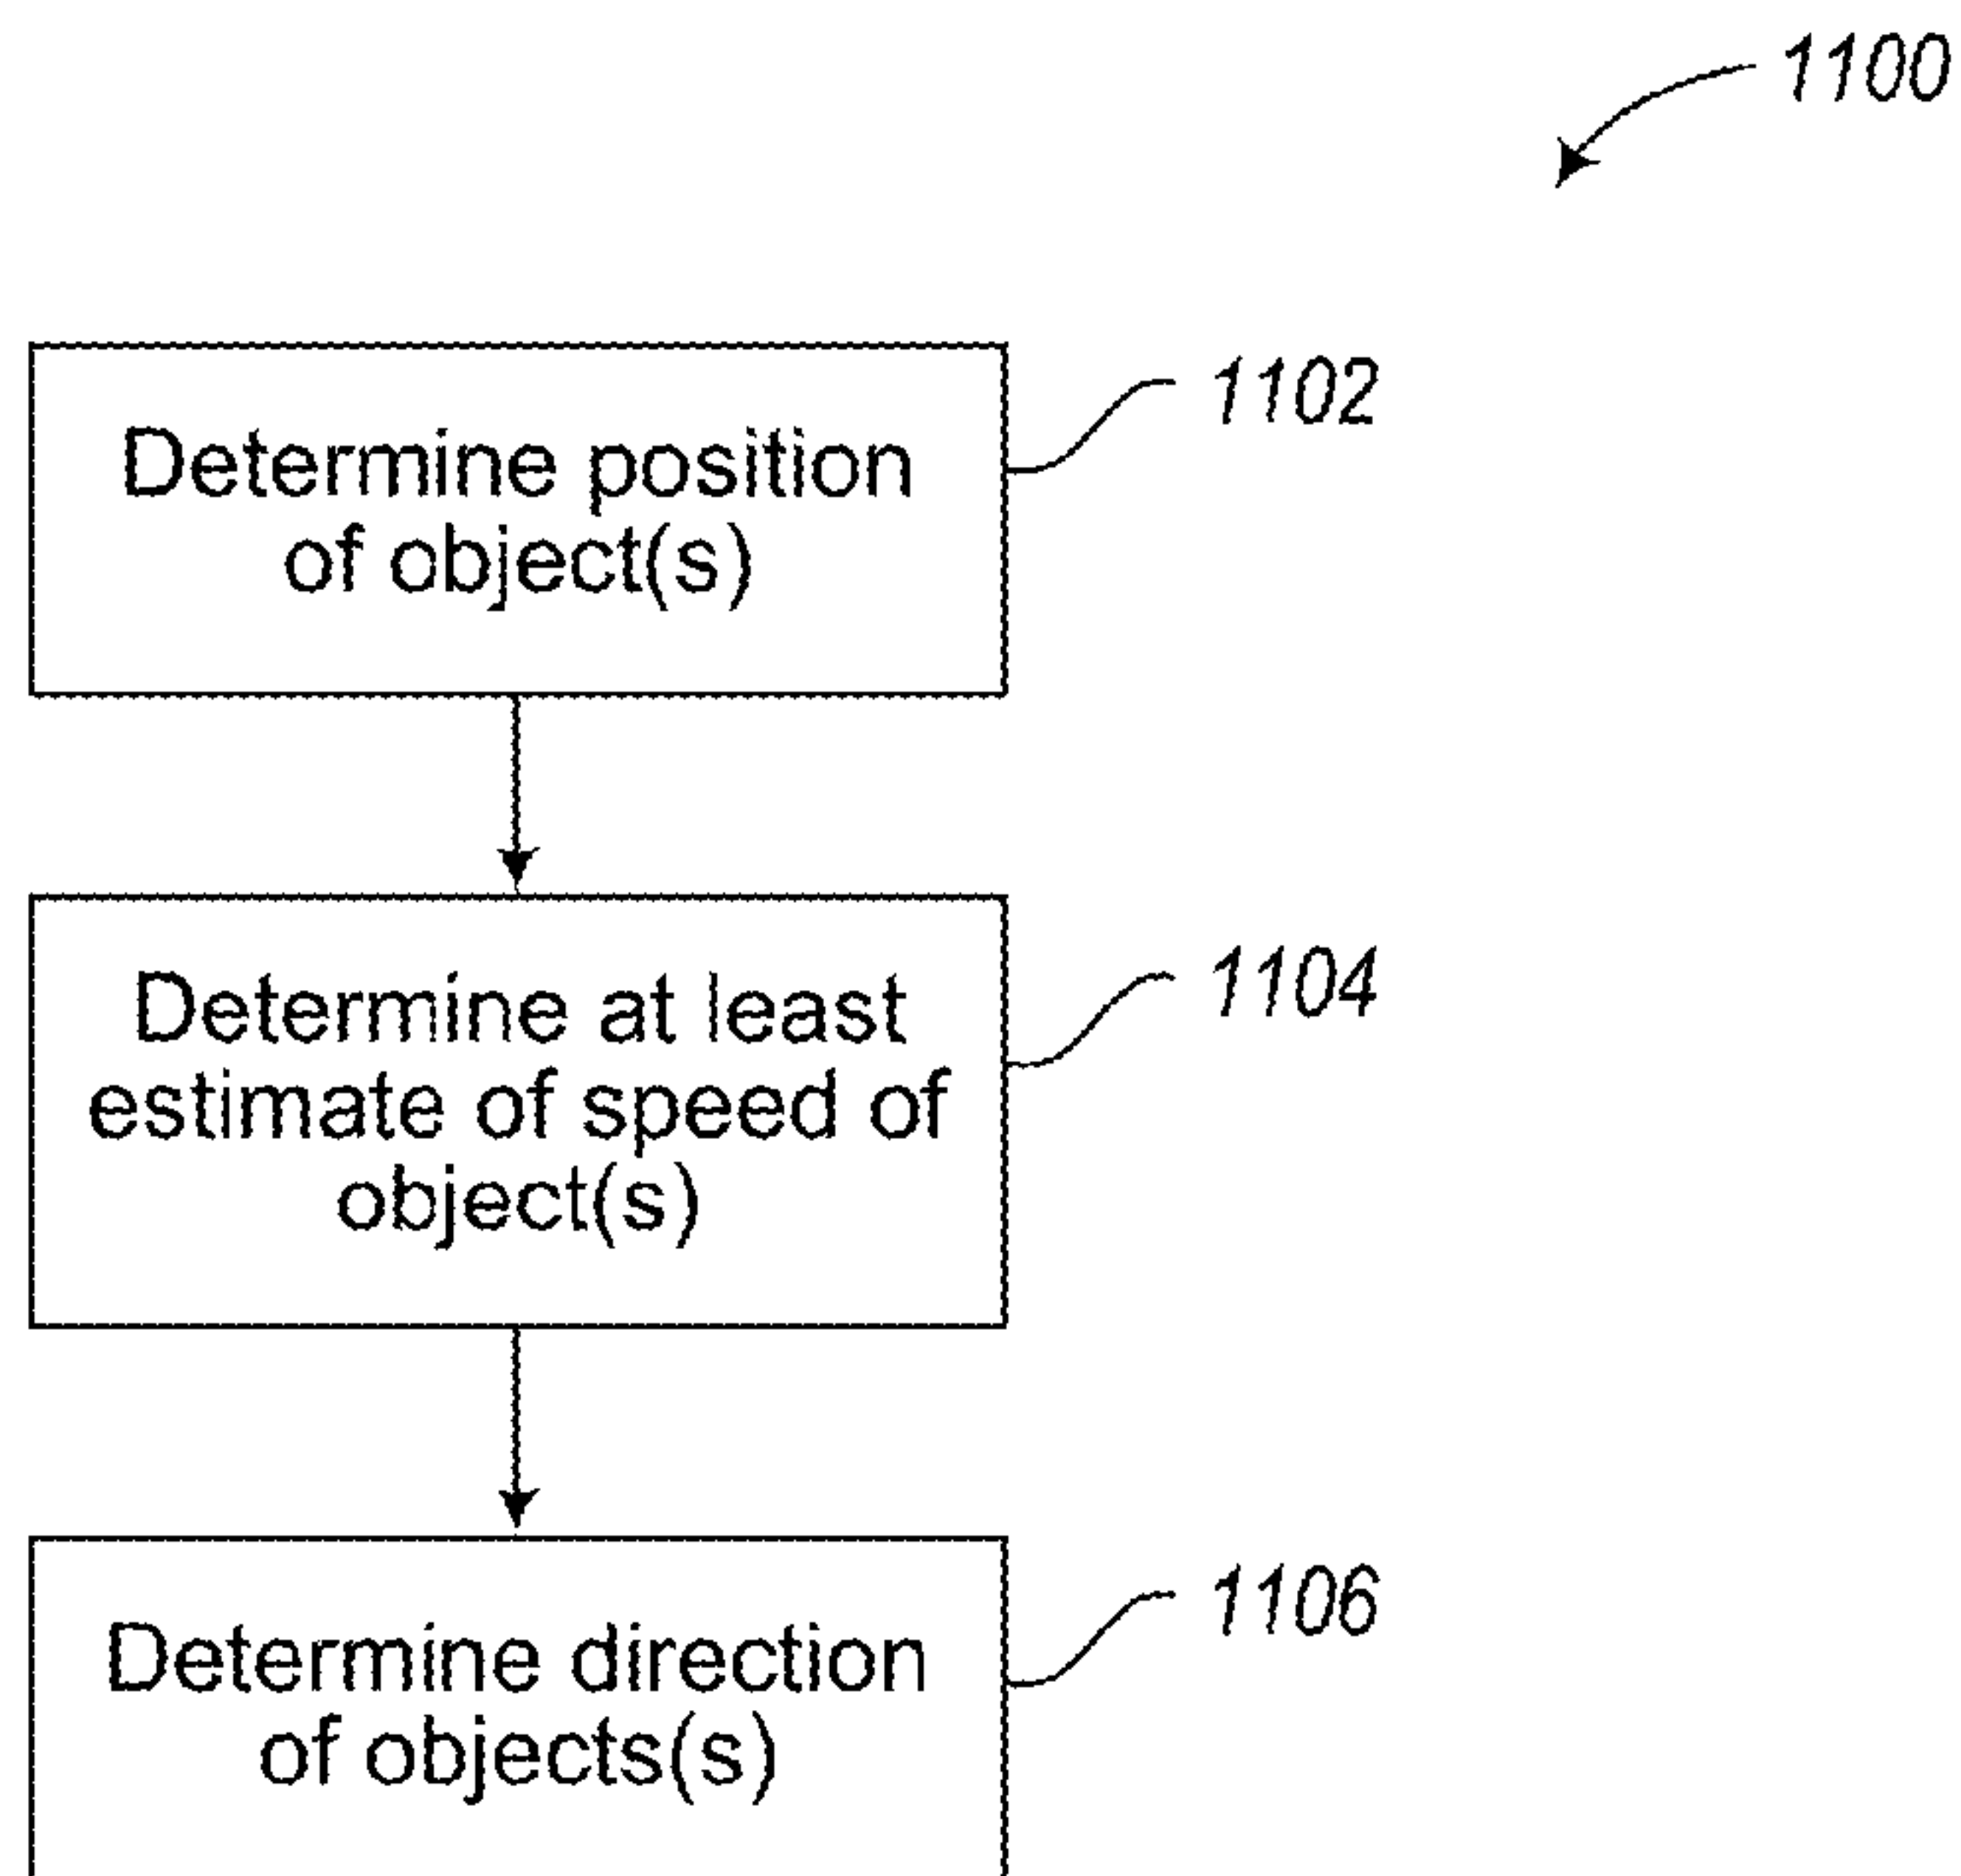 1100
Determine position
of object(s)
1102
Determine at least
estimate of speed of
object(s)
1104
Determine direction
of objects(s)
1106